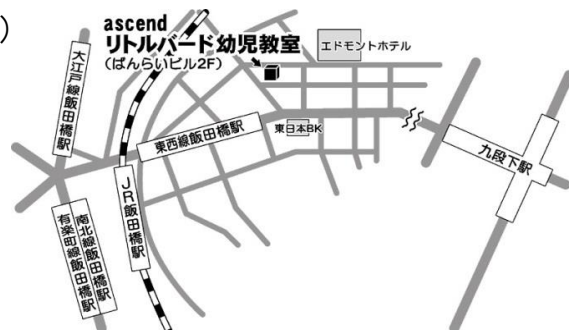 )
ascend
リトルバード幼児教室
(ばんらいビル2F)
エドモントホテル
大江戸線飯田橋駅
東西線飯田橋駅
東日本BK
九段下駅
JR飯田橋駅
南北線飯田橋駅
有楽町線飯田橋駅